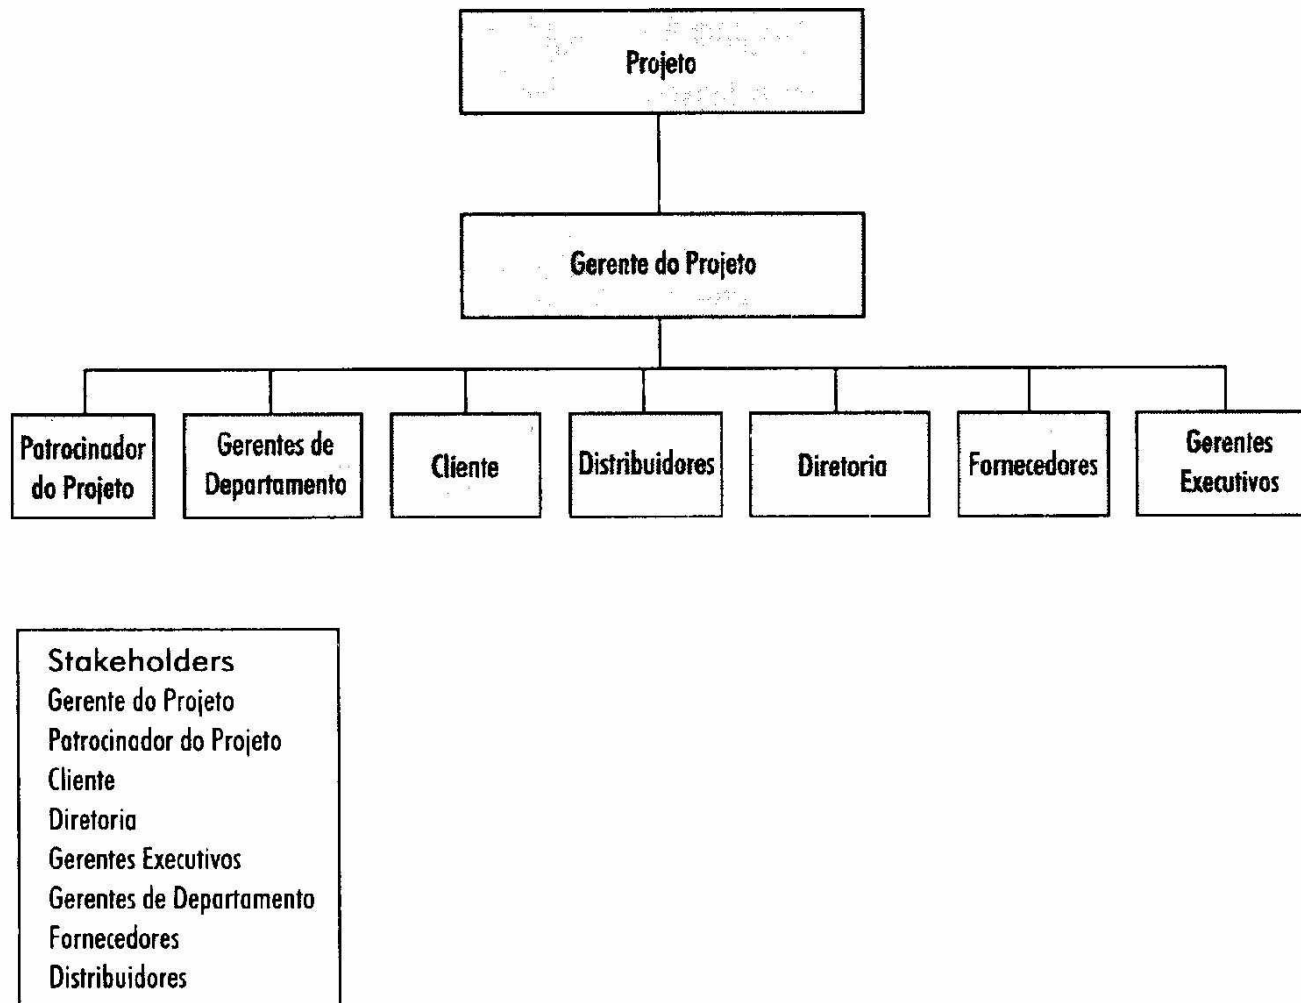 Projeto
Gerente do Projeto
Patrocinador
do Projeto
Gerentes de
Departamento
Cliente
Distribuidores
Diretoria
Fornecedores
Gerentes
Executivos
Stakeholders
Gerente do Projeto
Patrocinador do Projeto
Cliente
Diretoria
Gerentes Executivos
Gerentes de Departamento
Fornecedores
Distribuidores